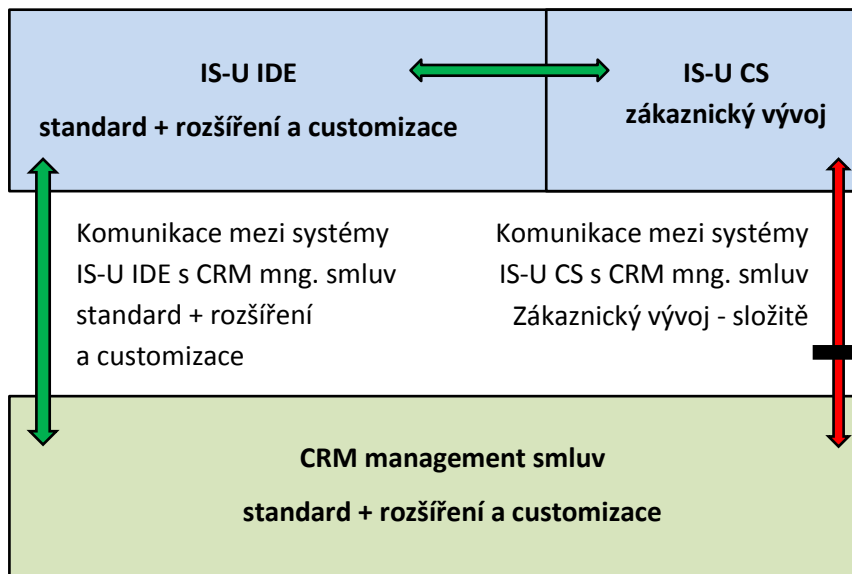 IS-U IDE
standard + rozšíření a customizace
IS-U CS
zákaznický vývoj
Komunikace mezi systémy
IS-U IDE s CRM mng. smluv
standard + rozšíření
a customizace
Komunikace mezi systémy
IS-U CS s CRM mng. smluv
Zákaznický vývoj - složitě
CRM management smluv
standard + rozšíření a customizace